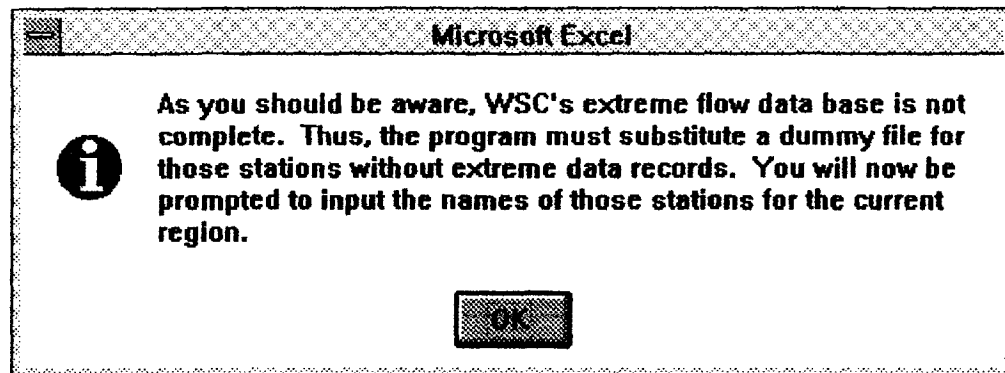 Microsoft Excel
As you should be aware, WSC's extreme flow data base is not
complete. Thus, the program must substitute a dummy file for
those stations without extreme data records. You will now be
prompted to input the names of those stations for the current
region.
OK